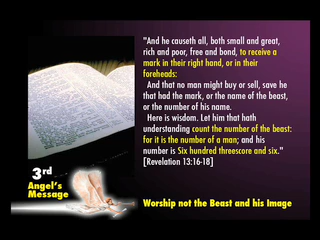 "And he causeth all, both small and great,
rich and poor, free and bond, to receive a
mark in their right hand, or in their
foreheads:
And that no man might buy or sell, save he
that had the mark, or the name of the beast,
or the number of his name.
Here is wisdom. Let him that hath
understanding count the number of the beast:
for it is the number of a man; and his
number is Six hundred threescore and six."
[Revelation 13:16-18]
3rd
Angel's
Message
Worship not the Beast and his Image